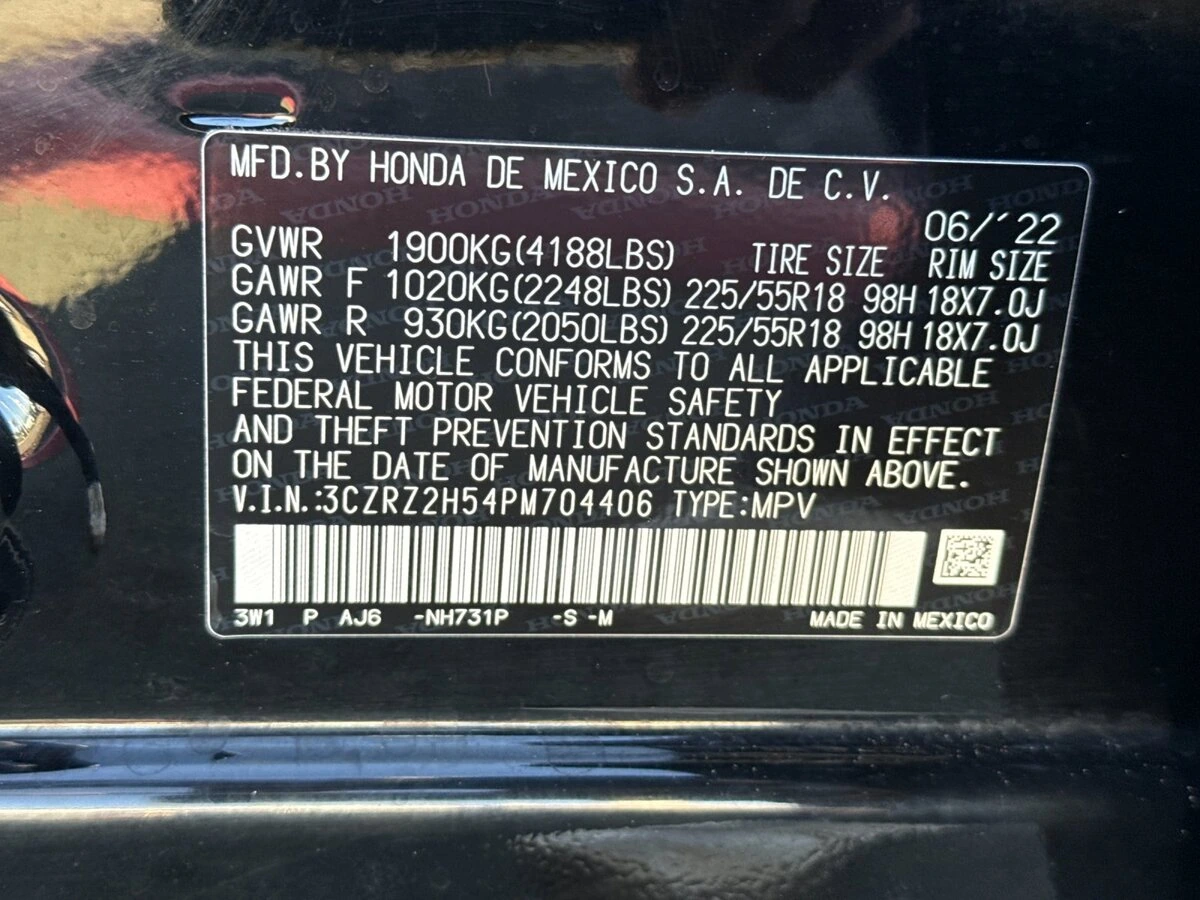 MFD.BY HONDA DE MEXICO S.A. DE C.V.
06/'22
GVWR 1900KG(4188LBS) TIRE SIZE RIM SIZE
GAWR F 1020KG(2248LBS) 225/55R18 98H 18X7.0J
GAWR R 930KG(2050LBS) 225/55R18 98H 18X7.0J
THIS VEHICLE CONFORMS TO ALL APPLICABLE
FEDERAL MOTOR VEHICLE SAFETY
AND THEFT PREVENTION STANDARDS IN EFFECT
ON THE DATE OF MANUFACTURE SHOWN ABOVE.
V.I.N.:3CZRZ2H54PM704406 TYPE:MPV
3W1 P AJ6 -NH731P -S -M MADE IN MEXICO